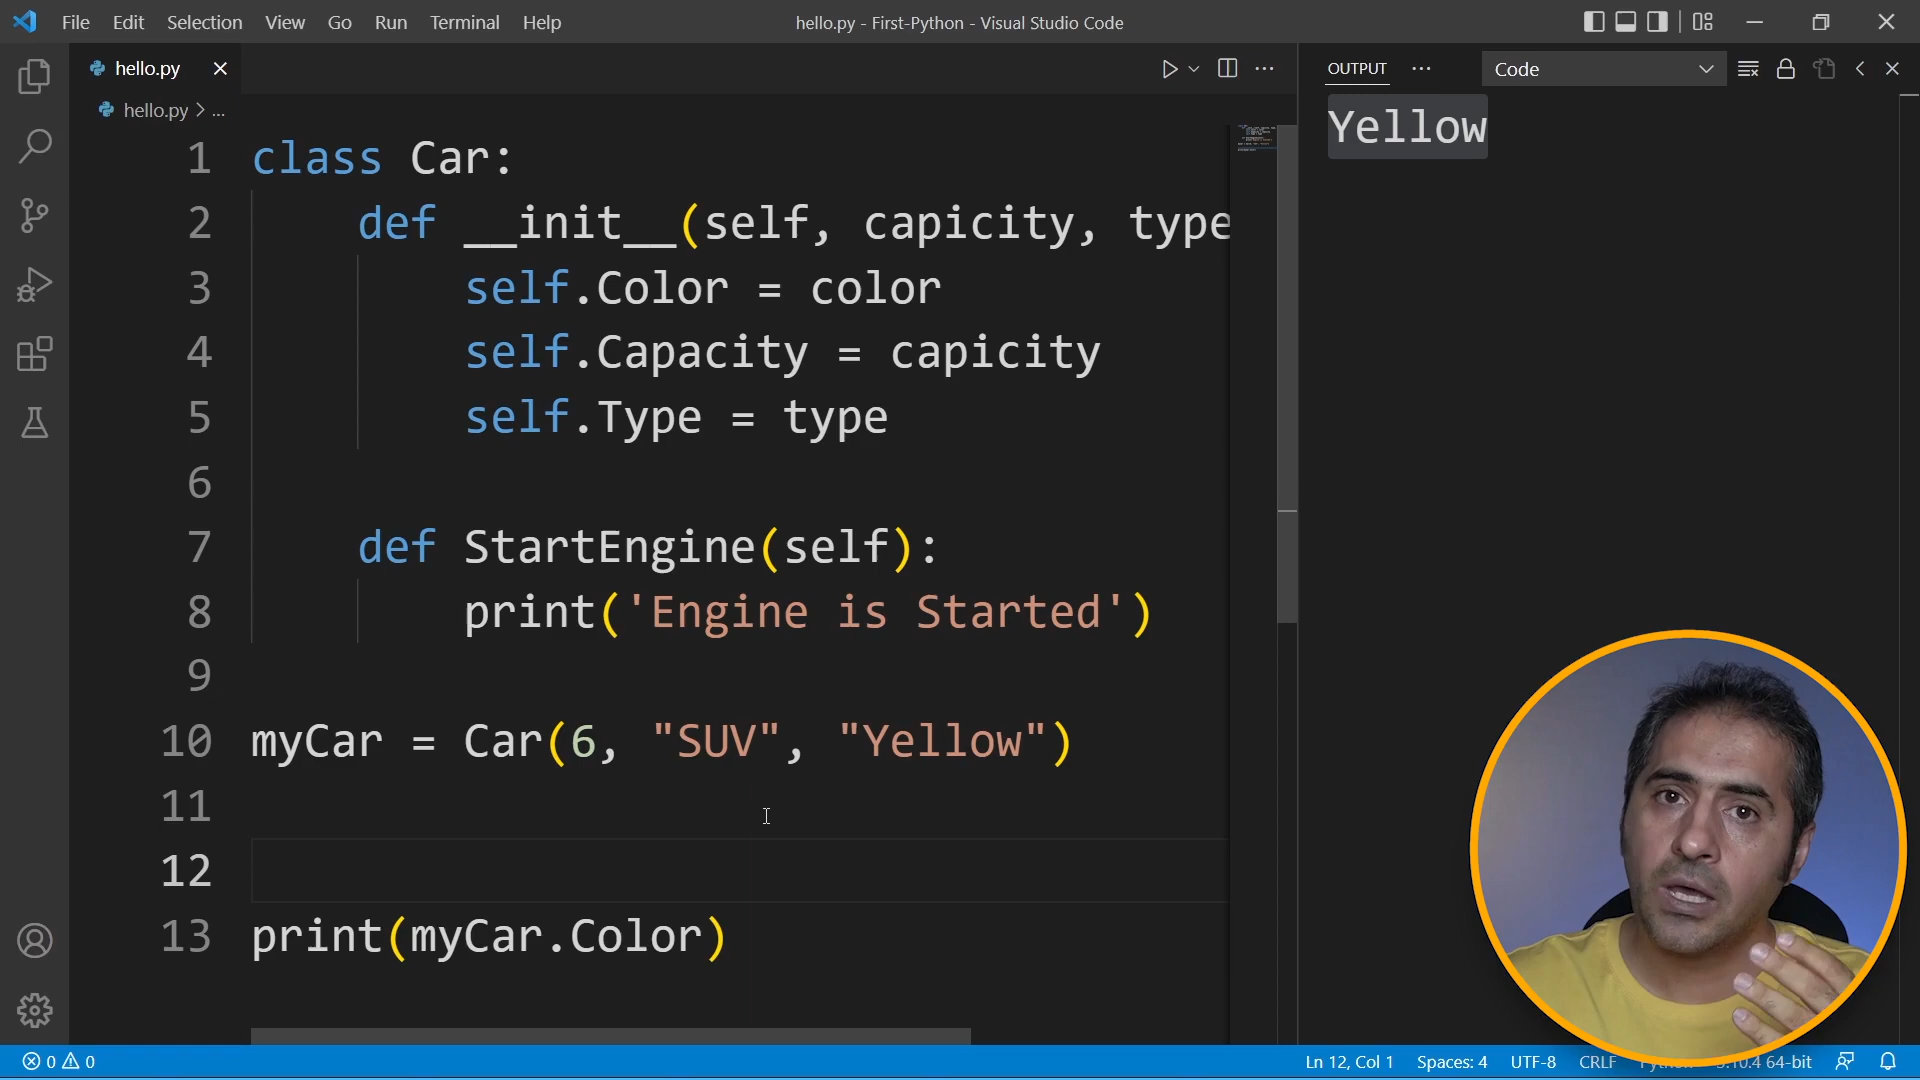 File Edit Selection View Go Run Terminal Help
hello.py - First-Python - Visual Studio Code
hello.py
OUTPUT
Code
hello.py > ...
Yellow
1 class Car:
2 def __init__(self, capicity, type
3 self.Color = color
4 self.Capacity = capicity
5 self.Type = type
6
7 def StartEngine(self):
8 print('Engine is Started')
9
10 myCar = Car(6, "SUV", "Yellow")
11
12
13 print(myCar.Color)
0 0
Ln 12, Col 1 Spaces: 4 UTF-8 CRLF Python 3.10.4 64-bit